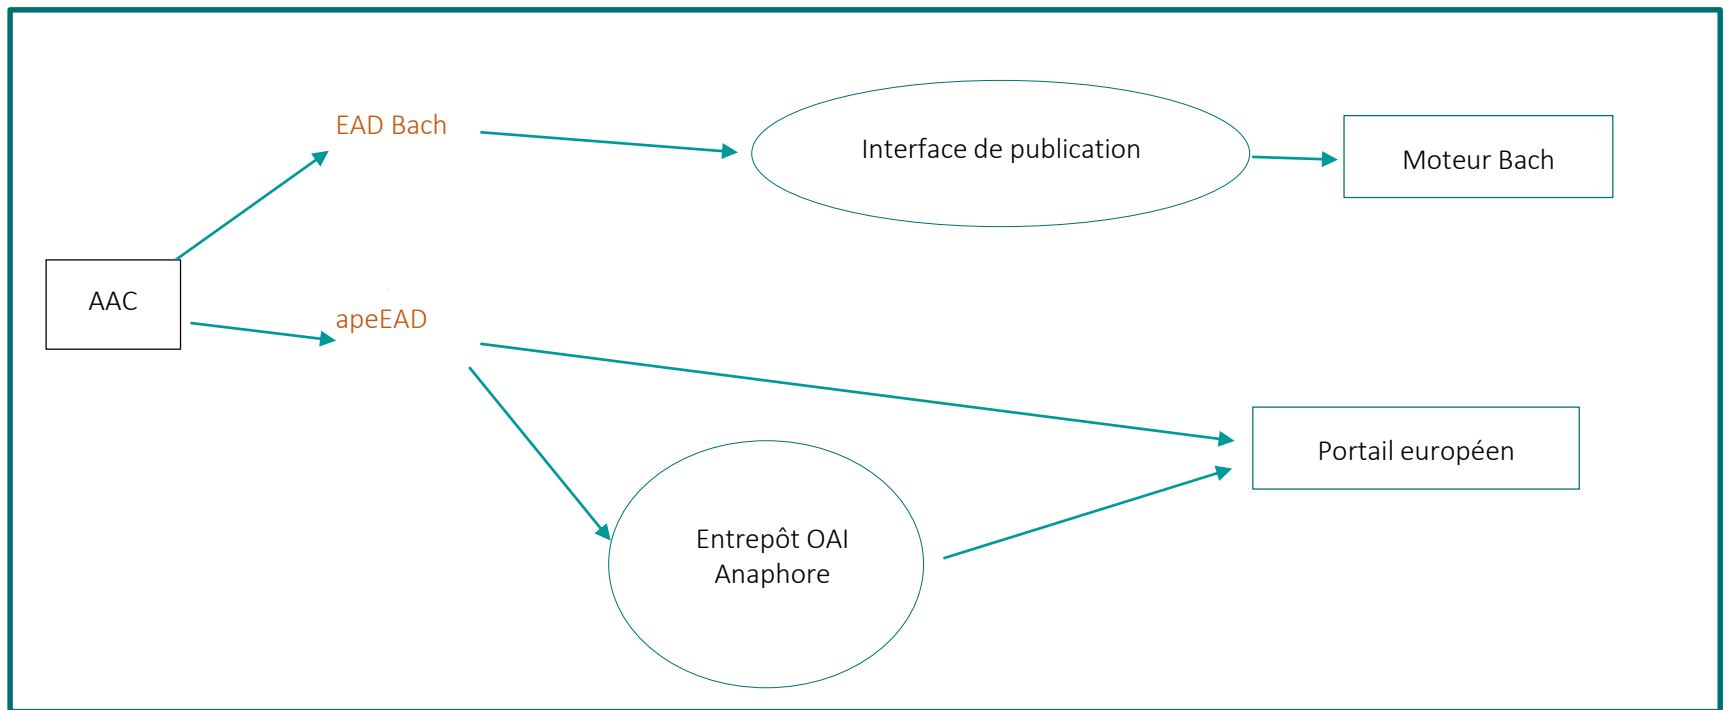 EAD Bach
Interface de publication
Moteur Bach
AAC
apeEAD
Portail européen
Entrepôt OAI
Anaphore